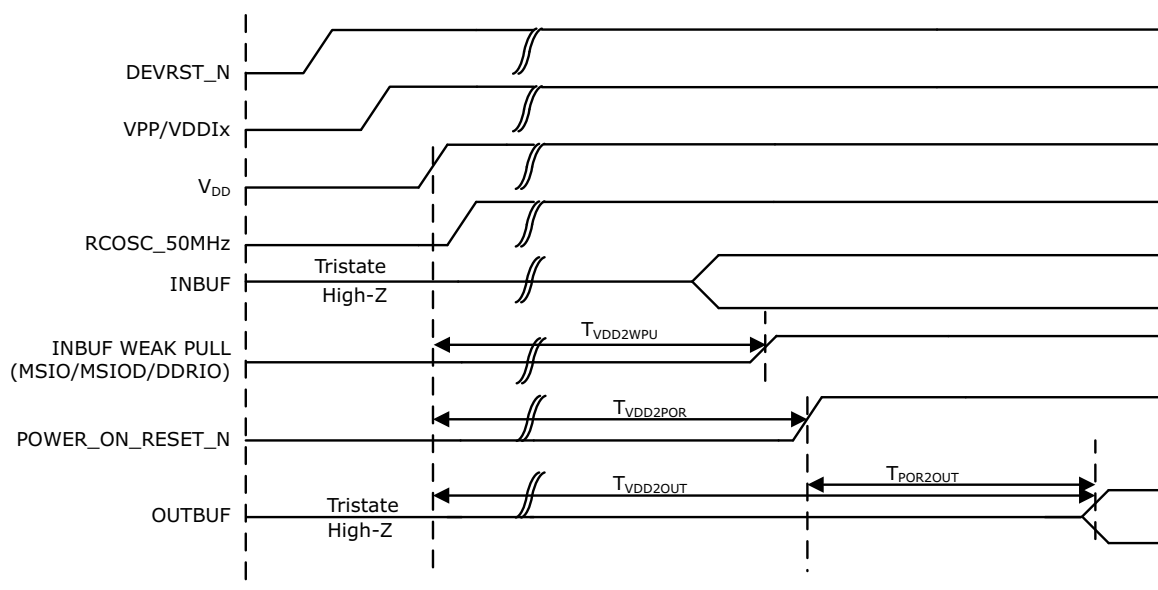 DEVRST_N
VPP/VDDIx
VDD
RCOSC_50MHz
Tristate
INBUF
High-Z
TVDD2WPU
INBUF WEAK PULL
(MSIO/MSIOD/DDRIO)
TVDD2POR
POWER_ON_RESET_N
TPOR2OUT
TVDD2OUT
Tristate
OUTBUF
High-Z